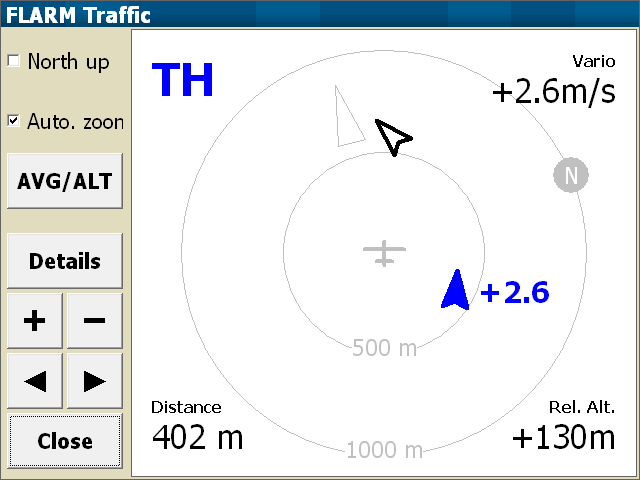 FLARM Traffic
North up
Auto. zoon
AVG/ALT
Details
+ −
◀ ▶
Close
TH
Vario
+2.6m/s
N
+2.6
500 m
Distance
402 m
Rel. Alt.
+130m
1000 m